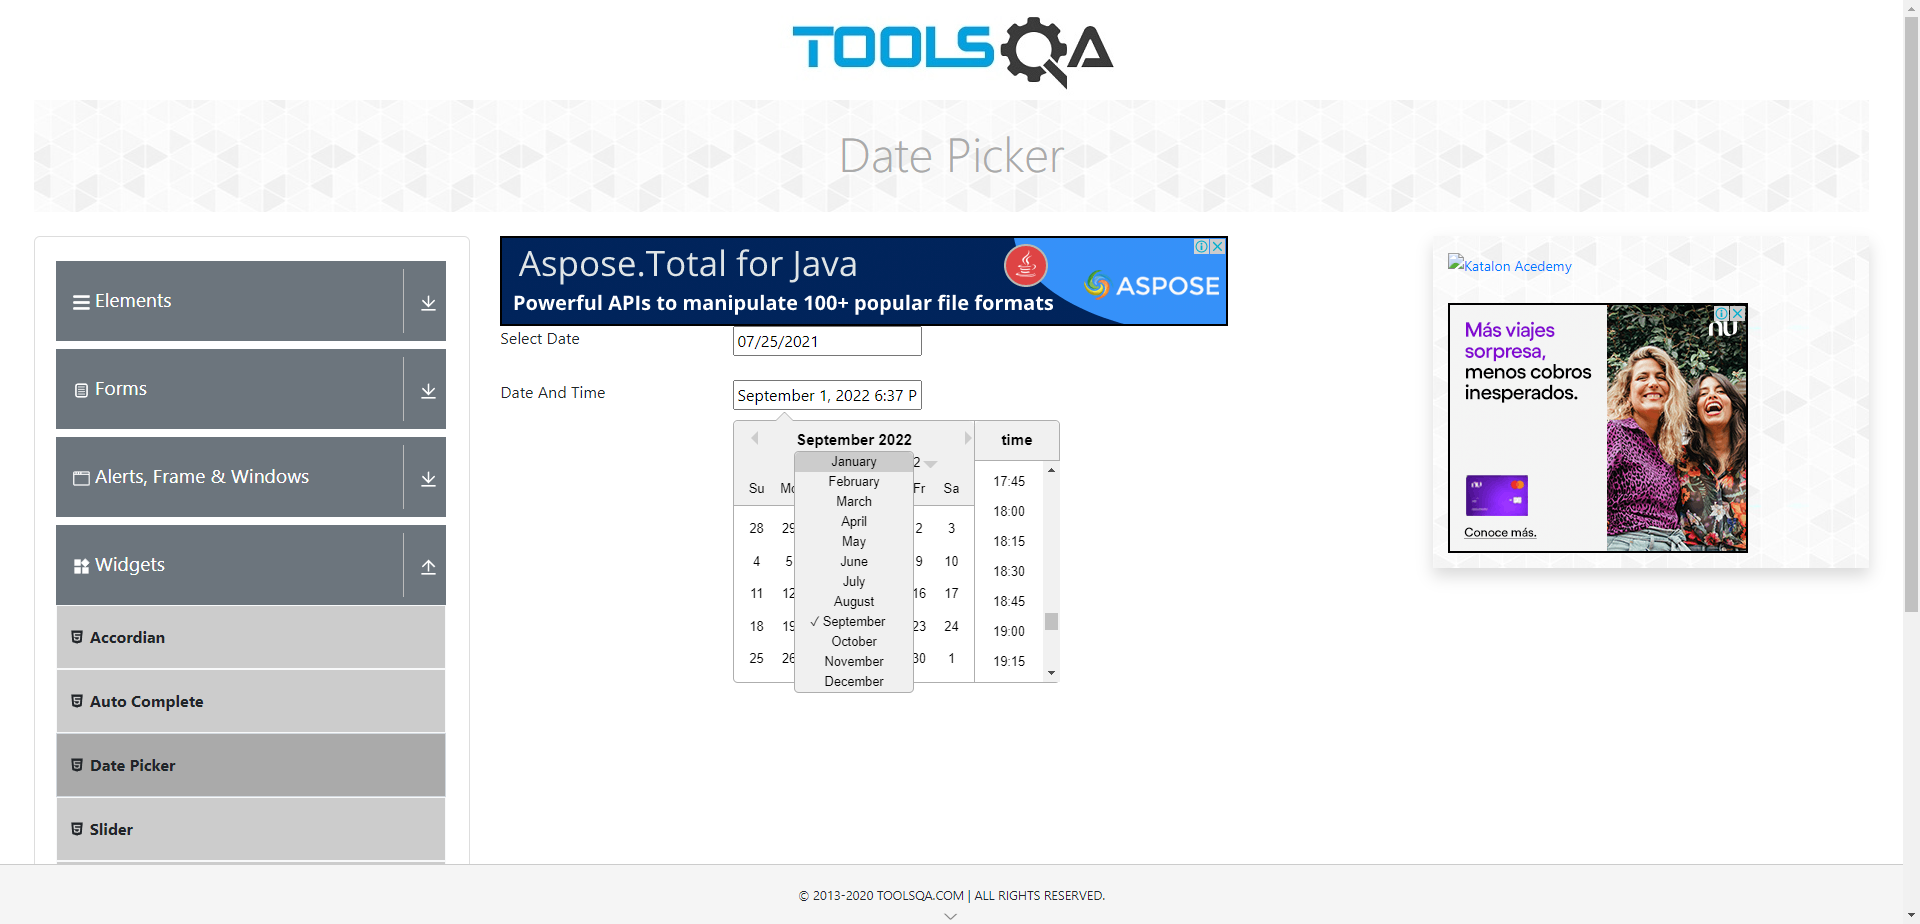 TOOLSQA
Date Picker
Elements
Forms
Alerts, Frame & Windows
Widgets
Accordian
Auto Complete
Date Picker
Slider
Aspose.Total for Java
Powerful APIs to manipulate 100+ popular file formats
ASPOSE
Select Date
07/25/2021
Date And Time
September 1, 2022 6:37 P
September 2022
time
January
February
March
April
May
June
July
August
✓ September
October
November
December
2
Su Mo Fr Sa
28 29 2 3
4 5 9 10
11 12 16 17
18 19 23 24
25 26 30 1
17:45
18:00
18:15
18:30
18:45
19:00
19:15
Katalon Acedemy
Más viajes
sorpresa,
menos cobros
inesperados.
nu
Conoce más.
© 2013-2020 TOOLSQA.COM | ALL RIGHTS RESERVED.